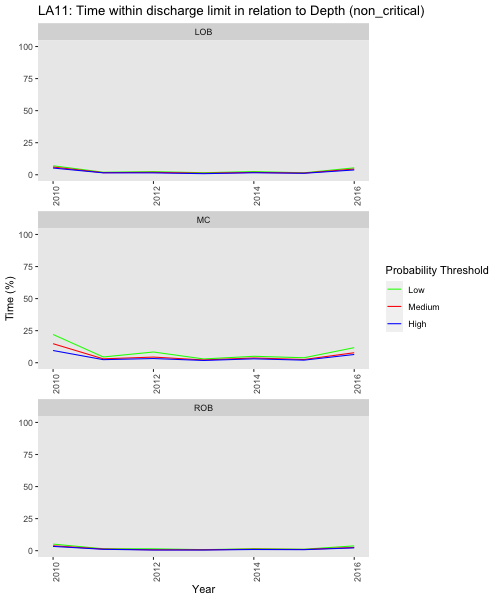 LA11: Time within discharge limit in relation to Depth (non_critical)
LOB
100
75
50
25
0
2010
2012
2014
2016
MC
100
75
50
25
0
2010
2012
2014
2016
ROB
100
75
50
25
0
2010
2012
2014
2016
Time (%)
Year
Probability Threshold
Low
Medium
High